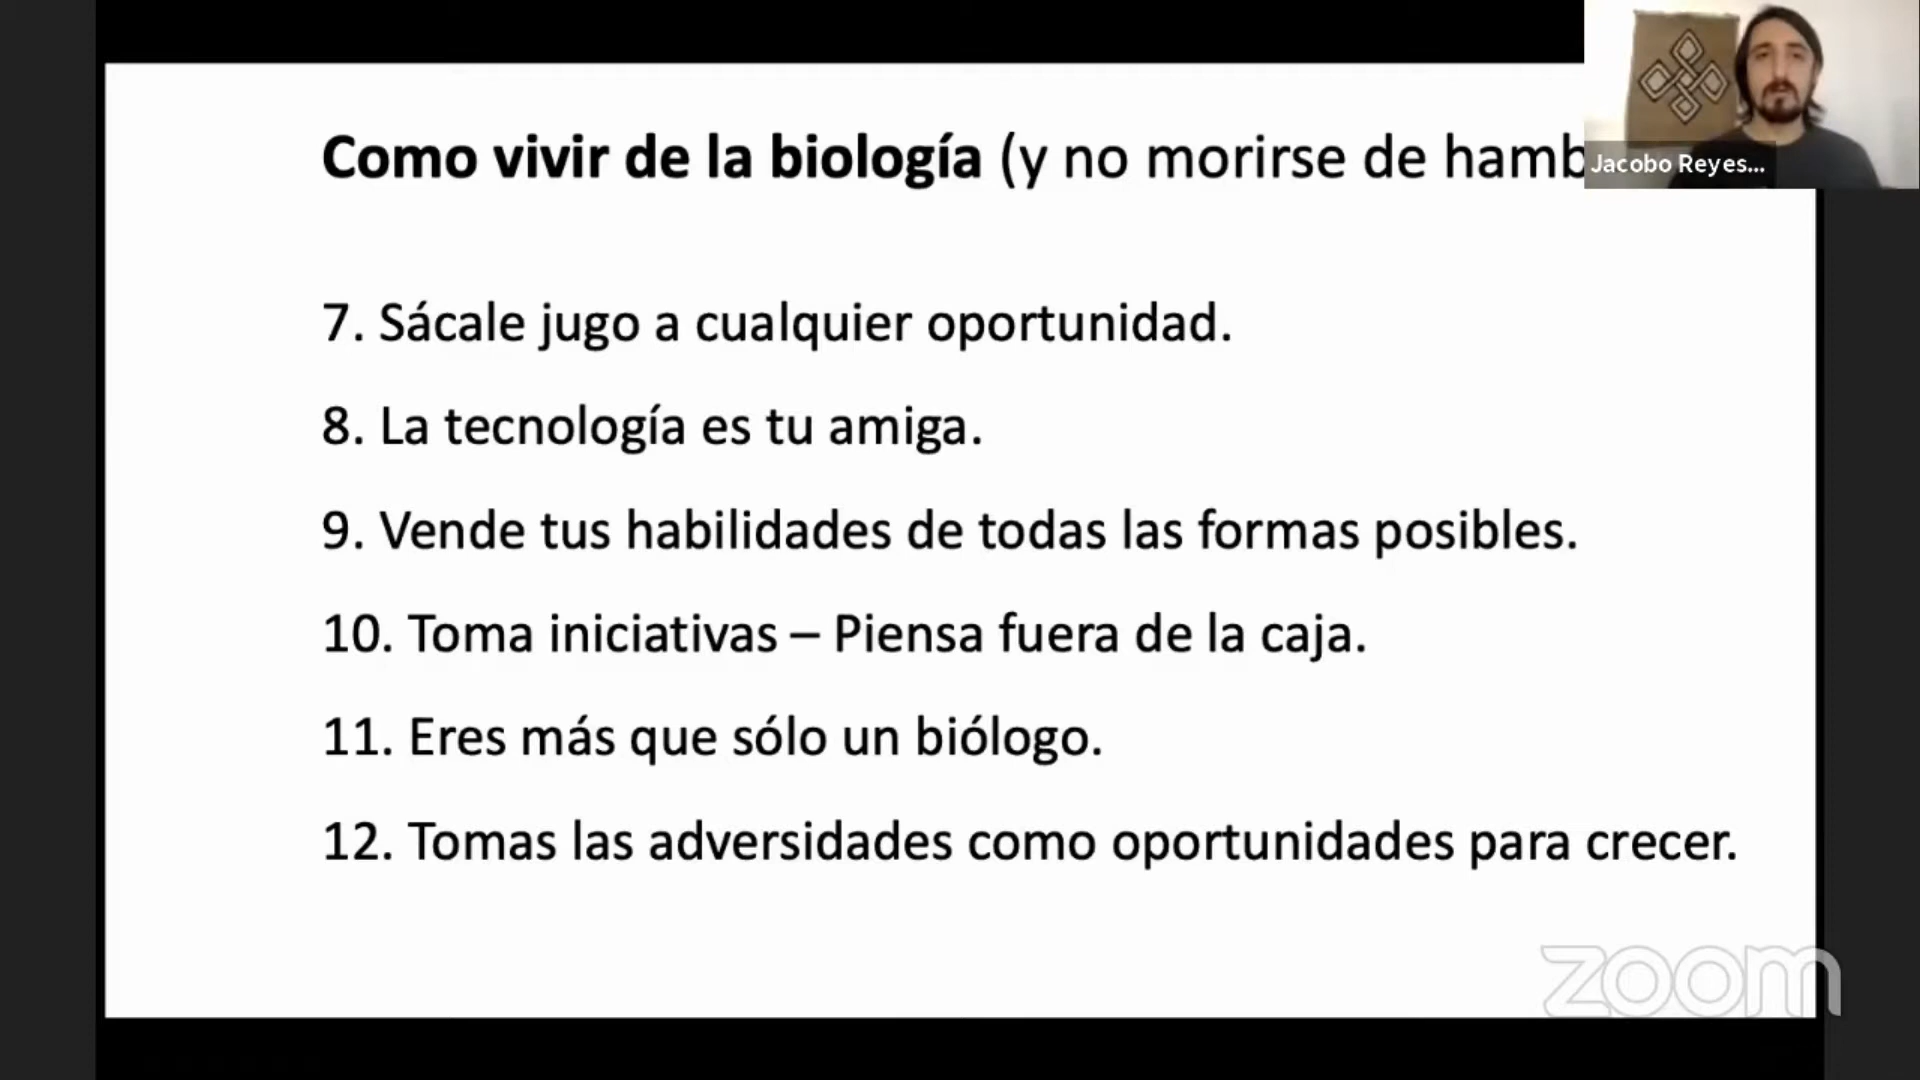 Como vivir de la biología (y no morirse de hamb
Jacobo Reyes...
7. Sácale jugo a cualquier oportunidad.
8. La tecnología es tu amiga.
9. Vende tus habilidades de todas las formas posibles.
10. Toma iniciativas – Piensa fuera de la caja.
11. Eres más que sólo un biólogo.
12. Tomas las adversidades como oportunidades para crecer.
zoom